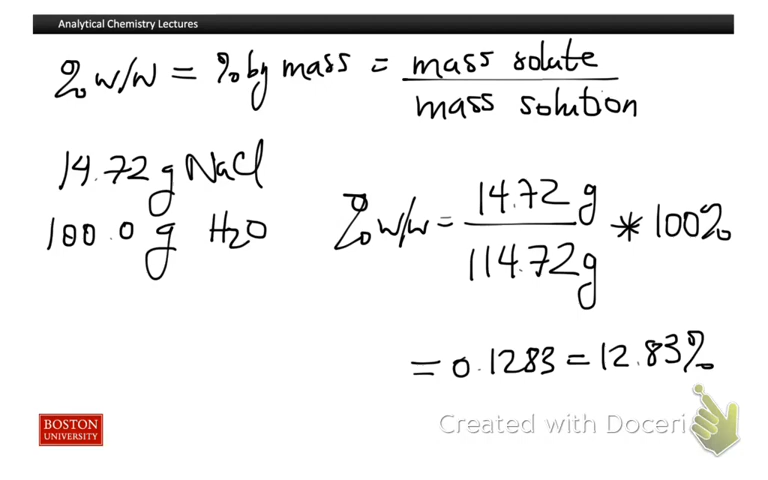 Analytical Chemistry Lectures
% w/w = % by mass = mass solute / mass solution
14.72 g NaCl
100.0 g H2O
% w/w = 14.72 g / 114.72 g * 100%
= 0.1283 = 12.83%
BOSTON
UNIVERSITY
Created with Doceri